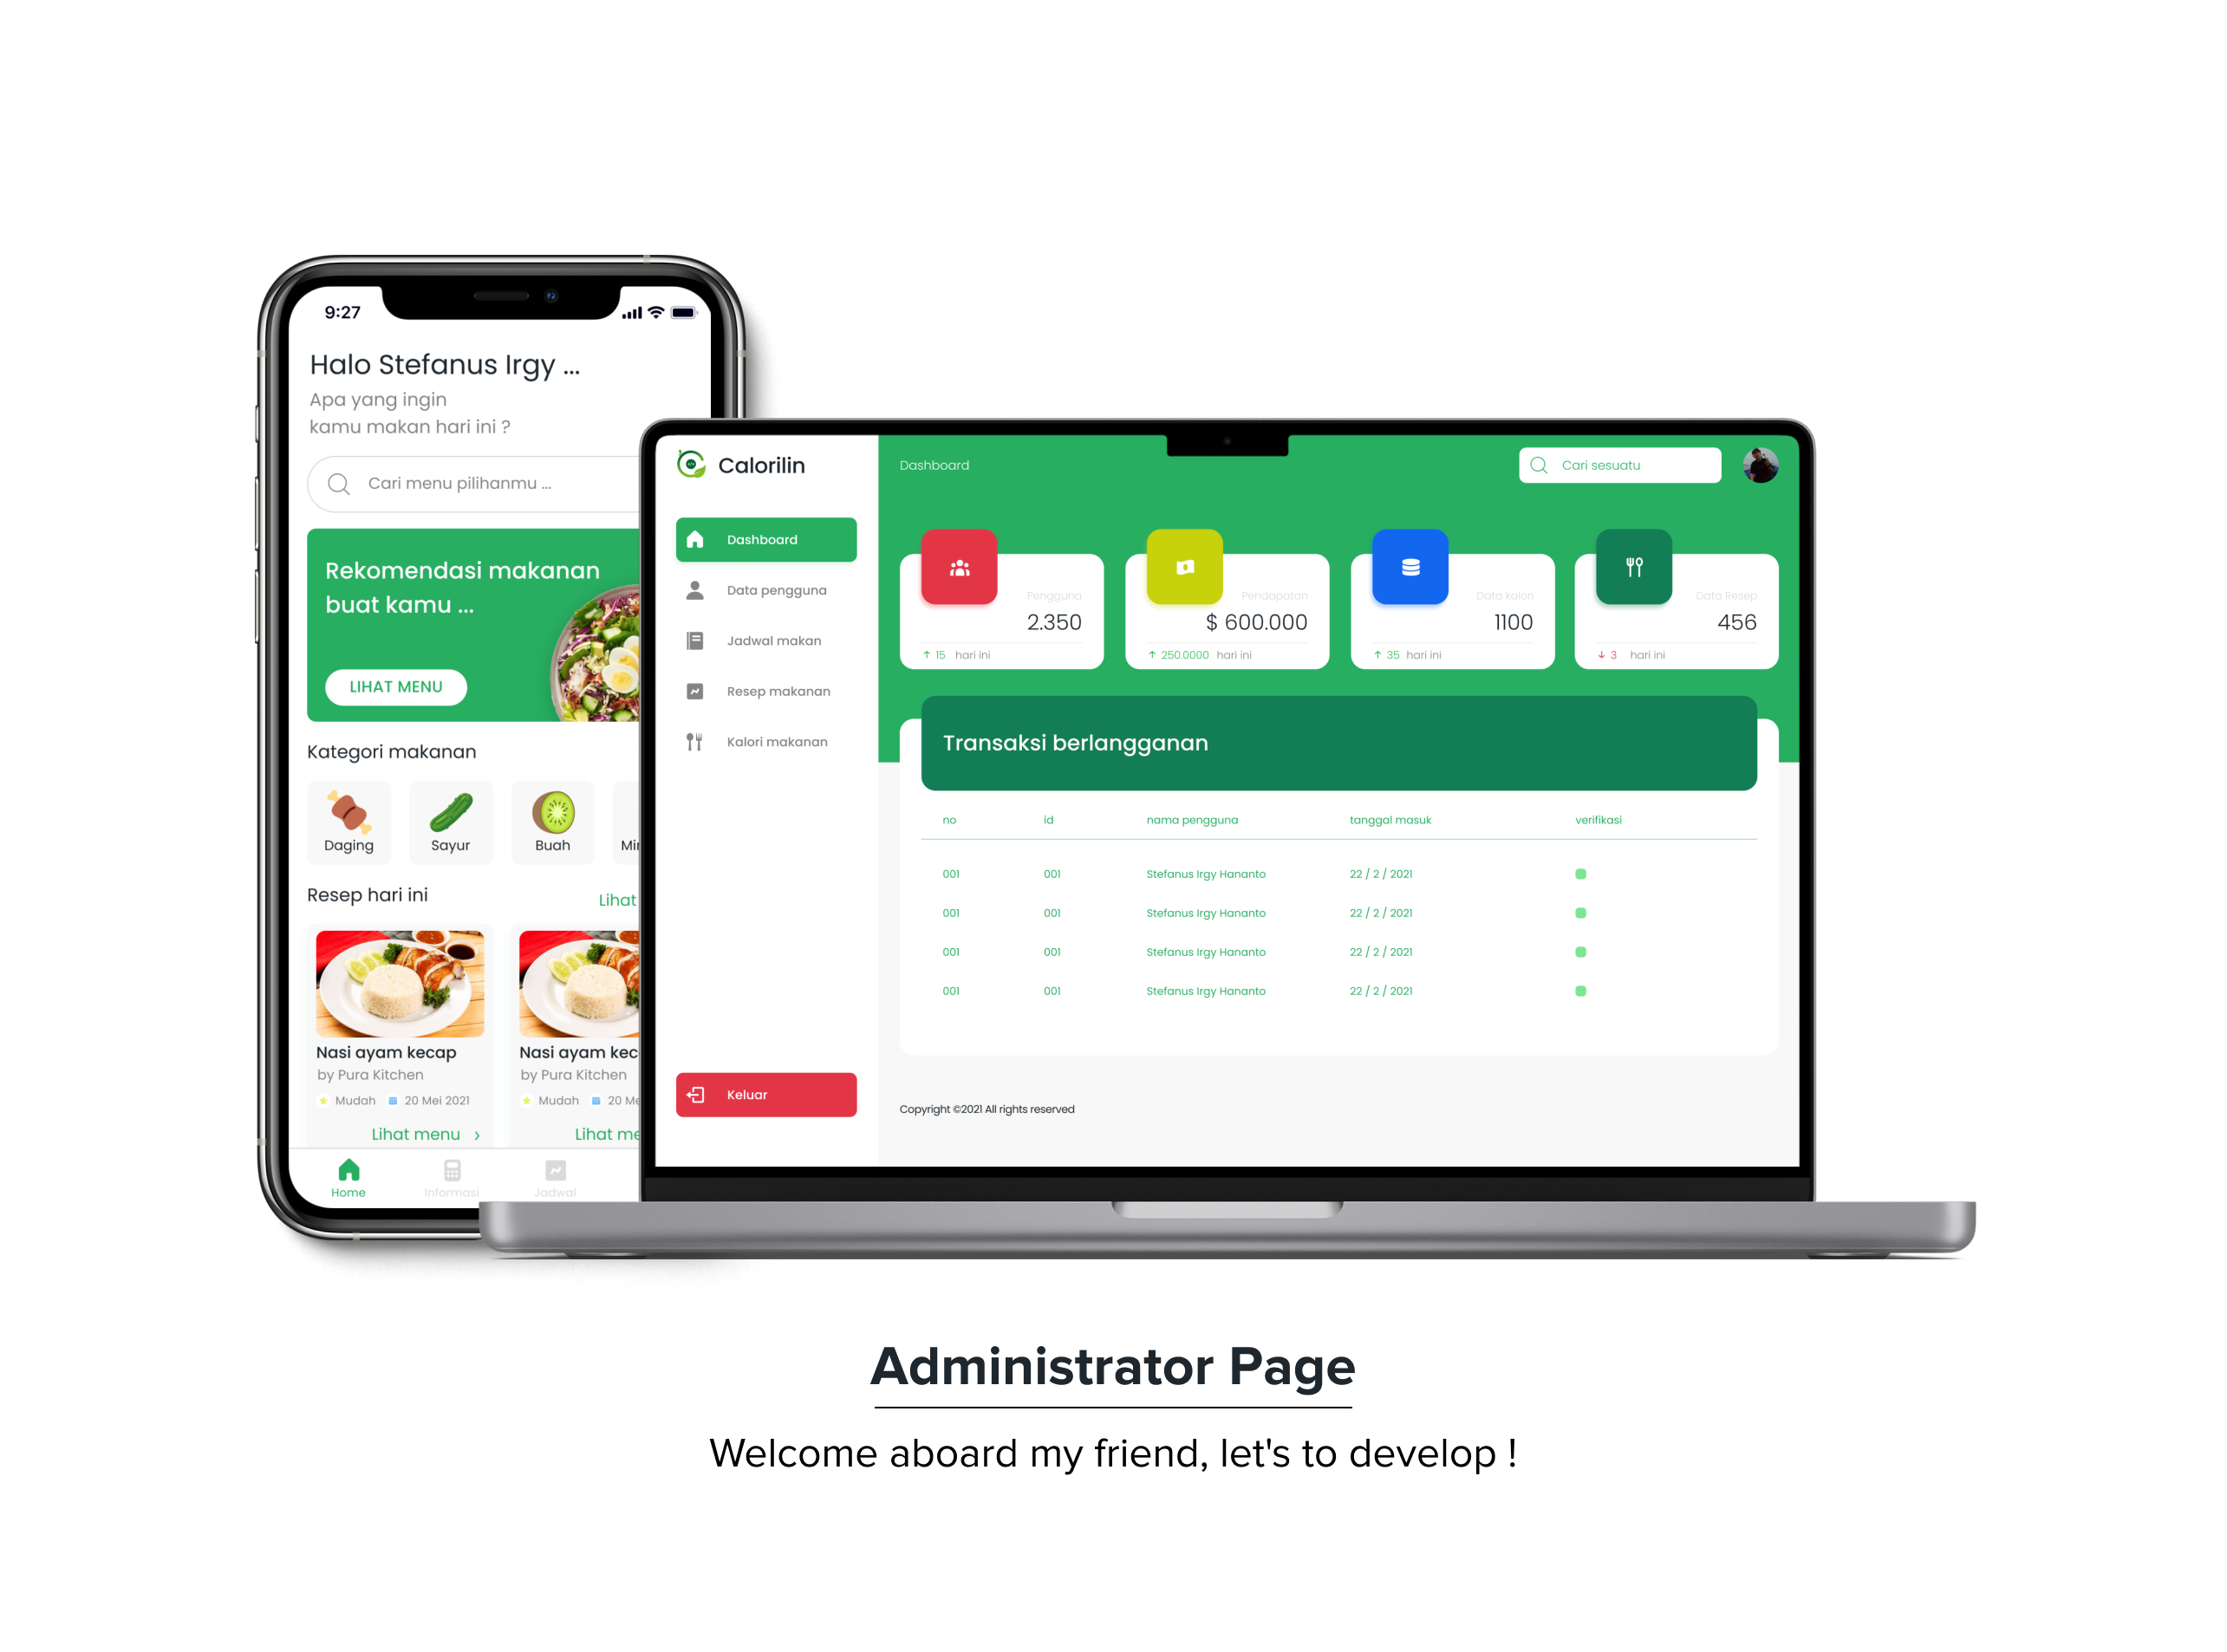 9:27
Halo Stefanus Irgy ...
Apa yang ingin
kamu makan hari ini ?
Cari menu pilihanmu ...
Rekomendasi makanan
buat kamu ...
LIHAT MENU
Kategori makanan
Daging
Sayur
Buah
Resep hari ini
Lihat
Nasi ayam kecap
by Pura Kitchen
Mudah
20 Mei 2021
Lihat menu ›
Nasi ayam kec
by Pura Kitchen
Mudah
20 Me
Lihat me
Home
Informasi
Jadwal
Calorilin
Dashboard
Data pengguna
Jadwal makan
Resep makanan
Kalori makanan
Keluar
Dashboard
Cari sesuatu
Pengguna
2.350
↑ 15 hari ini
Pendapatan
$ 600.000
↑ 250.0000 hari ini
Data kalori
1100
↑ 35 hari ini
Data Resep
456
↓ 3 hari ini
Transaksi berlangganan
no id nama pengguna tanggal masuk verifikasi
001 001 Stefanus Irgy Hananto 22 / 2 / 2021
001 001 Stefanus Irgy Hananto 22 / 2 / 2021
001 001 Stefanus Irgy Hananto 22 / 2 / 2021
001 001 Stefanus Irgy Hananto 22 / 2 / 2021
Copyright ©2021 All rights reserved
Administrator Page
Welcome aboard my friend, let's to develop !